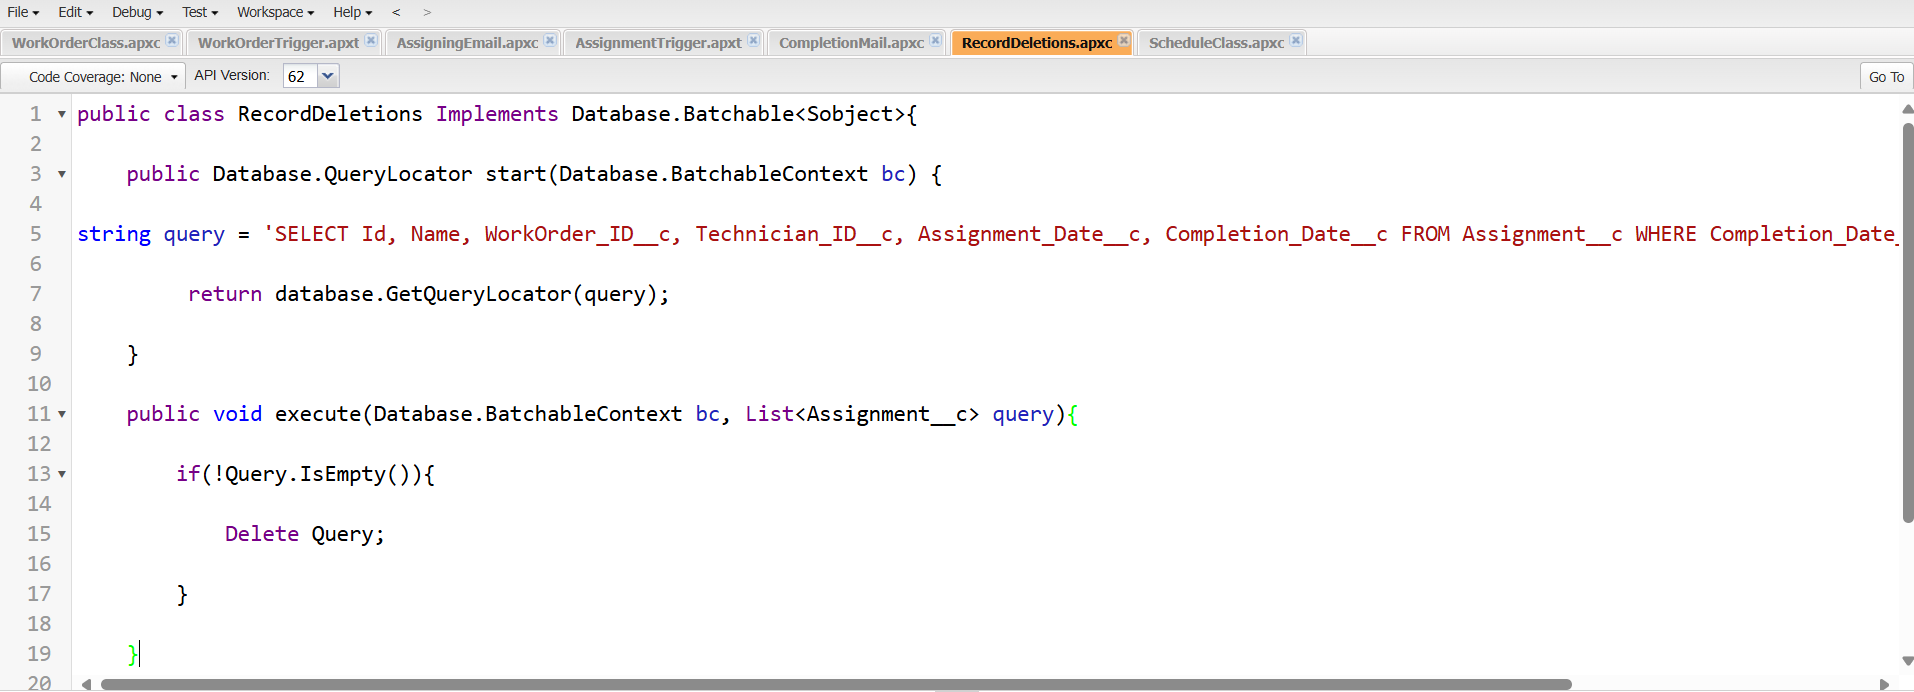 File Edit Debug Test Workspace Help < >
WorkOrderClass.apxc WorkOrderTrigger.apxt AssigningEmail.apxc AssignmentTrigger.apxt CompletionMail.apxc RecordDeletions.apxc ScheduleClass.apxc
Code Coverage: None API Version: 62 Go To
1 public class RecordDeletions Implements Database.Batchable<Sobject>{
2
3 public Database.QueryLocator start(Database.BatchableContext bc) {
4
5 string query = 'SELECT Id, Name, WorkOrder_ID__c, Technician_ID__c, Assignment_Date__c, Completion_Date__c FROM Assignment__c WHERE Completion_Date_
6
7 return database.GetQueryLocator(query);
8
9 }
10
11 public void execute(Database.BatchableContext bc, List<Assignment__c> query){
12
13 if(!Query.IsEmpty()){
14
15 Delete Query;
16
17 }
18
19 }
20